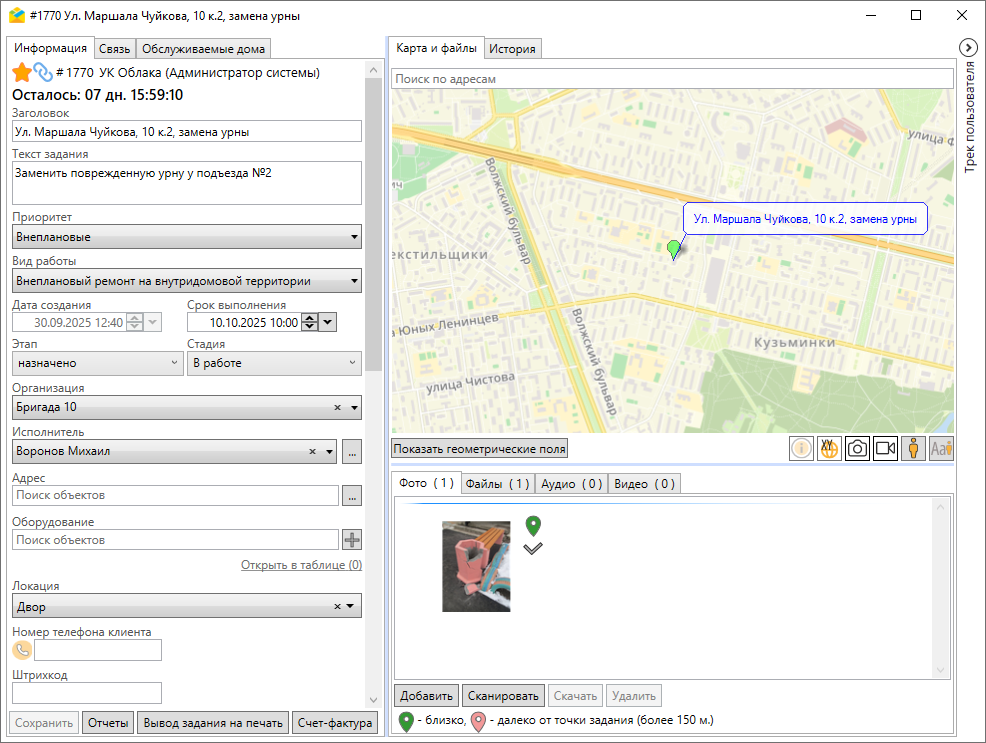 #1770 Ул. Маршала Чуйкова, 10 к.2, замена урны
Информация
Связь
Обслуживаемые дома
# 1770 УК Облака (Администратор системы)
Осталось: 07 дн. 15:59:10
Заголовок
Ул. Маршала Чуйкова, 10 к.2, замена урны
Текст задания
Заменить поврежденную урну у подъезда №2
Приоритет
Внеплановые
Вид работы
Внеплановый ремонт на внутридомовой территории
Дата создания
Срок выполнения
30.09.2025 12:40
10.10.2025 10:00
Этап
Стадия
назначено
В работе
Организация
Бригада 10
Исполнитель
Воронов Михаил
...
Адрес
Поиск объектов
...
Оборудование
Поиск объектов
Открыть в таблице (0)
Локация
Двор
Номер телефона клиента
Штрихкод
Сохранить
Отчеты
Вывод задания на печать
Счет-фактура
Карта и файлы
История
Поиск по адресам
Волжский бульвар
улица Ф
ич
Ул. Маршала Чуйкова, 10 к.2, замена урны
екстильщики
а Юных Ленинцев
Волжский бульвар
Кузьминки
улица Чистова
Показать геометрические поля
XY
Aa
Фото (1)
Файлы (1)
Аудио (0)
Видео (0)
Добавить
Сканировать
Скачать
Удалить
- близко,
- далеко от точки задания (более 150 м.)
Трек пользователя